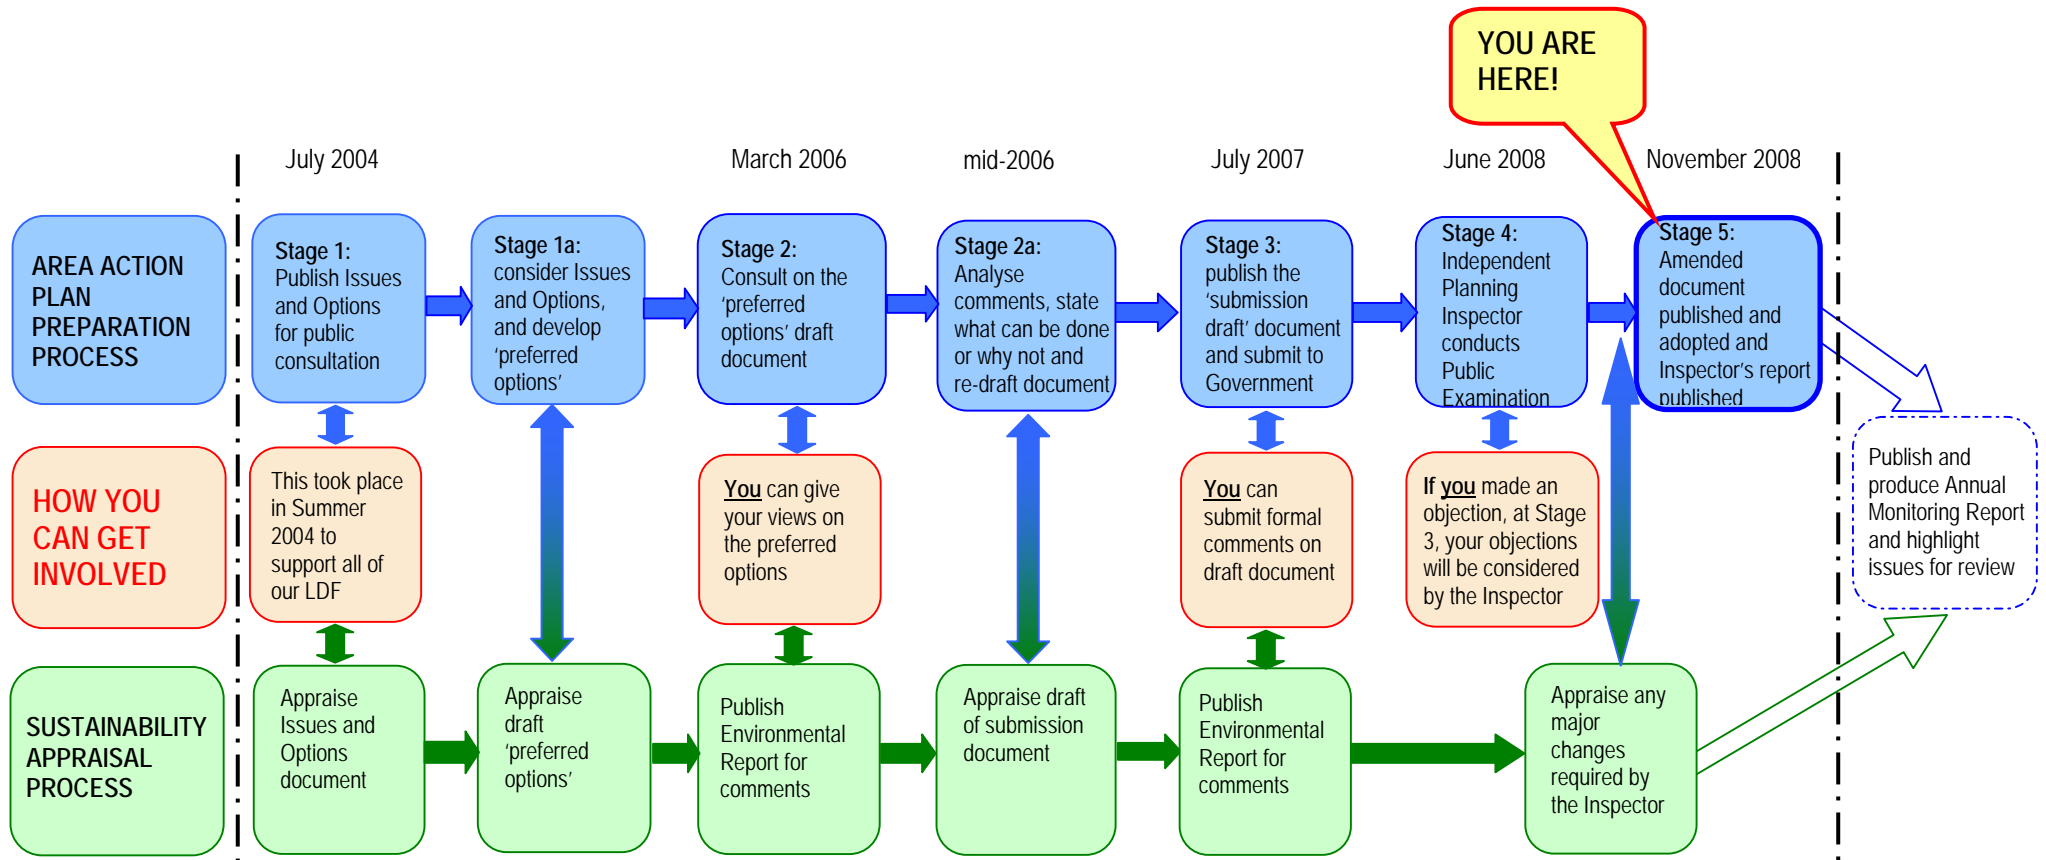 YOU ARE
HERE!
July 2004
March 2006
mid-2006
July 2007
June 2008
November 2008
AREA ACTION
PLAN
PREPARATION
PROCESS
Stage 1:
Publish Issues
and Options
for public
consultation
Stage 1a:
consider Issues
and Options,
and develop
‘preferred
options’
Stage 2:
Consult on the
‘preferred
options’ draft
document
Stage 2a:
Analyse
comments, state
what can be done
or why not and
re-draft document
Stage 3:
publish the
‘submission
draft’ document
and submit to
Government
Stage 4:
Independent
Planning
Inspector
conducts
Public
Examination
Stage 5:
Amended
document
published and
adopted and
Inspector’s report
published
HOW YOU
CAN GET
INVOLVED
This took place
in Summer
2004 to
support all of
our LDF
You can give
your views on
the preferred
options
You can
submit formal
comments on
draft document
If you made an
objection, at Stage
3, your objections
will be considered
by the Inspector
Publish and
produce Annual
Monitoring Report
and highlight
issues for review
SUSTAINABILITY
APPRAISAL
PROCESS
Appraise
Issues and
Options
document
Appraise
draft
‘preferred
options’
Publish
Environmental
Report for
comments
Appraise draft
of submission
document
Publish
Environmental
Report for
comments
Appraise any
major
changes
required by
the Inspector